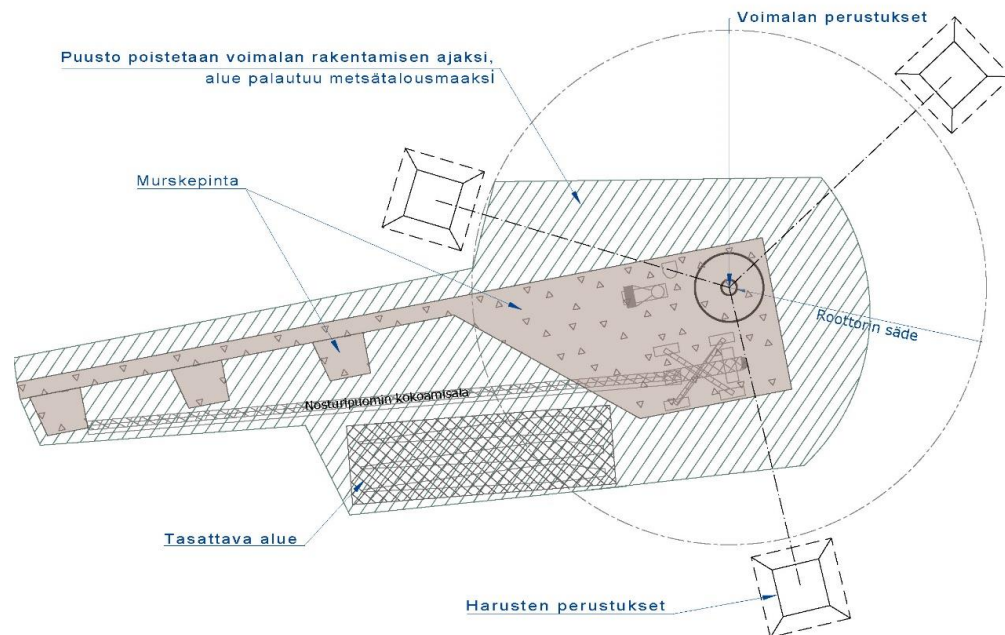 Voimalan perustukset
Puusto poistetaan voimalan rakentamisen ajaksi,
alue palautuu metsätalousmaaksi
Murskepinta
Roottorin säde
Nosturipuomin kokoamisala
Tasattava alue
Harusten perustukset